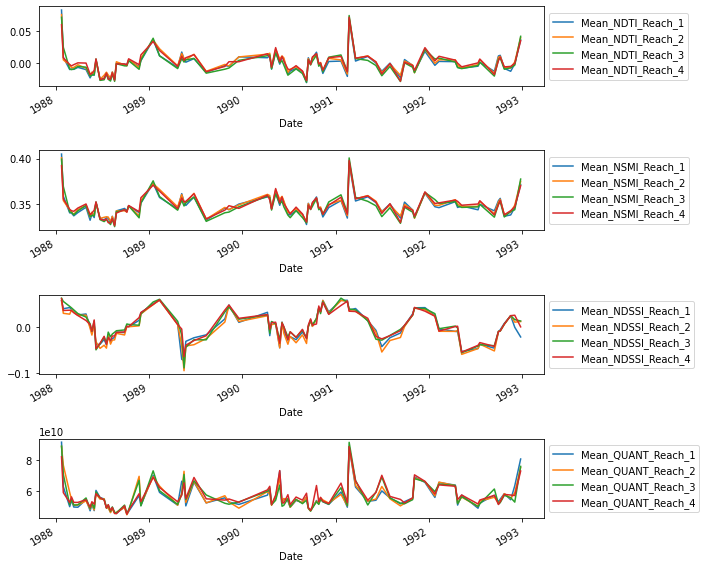 0.05
0.00
1988 1989 1990 1991 1992 1993
Date
Mean_NDTI_Reach_1
Mean_NDTI_Reach_2
Mean_NDTI_Reach_3
Mean_NDTI_Reach_4
0.40
0.35
1988 1989 1990 1991 1992 1993
Date
Mean_NSMI_Reach_1
Mean_NSMI_Reach_2
Mean_NSMI_Reach_3
Mean_NSMI_Reach_4
0.0
−0.1
1988 1989 1990 1991 1992 1993
Date
Mean_NDSSI_Reach_1
Mean_NDSSI_Reach_2
Mean_NDSSI_Reach_3
Mean_NDSSI_Reach_4
1e10
8
6
1988 1989 1990 1991 1992 1993
Date
Mean_QUANT_Reach_1
Mean_QUANT_Reach_2
Mean_QUANT_Reach_3
Mean_QUANT_Reach_4